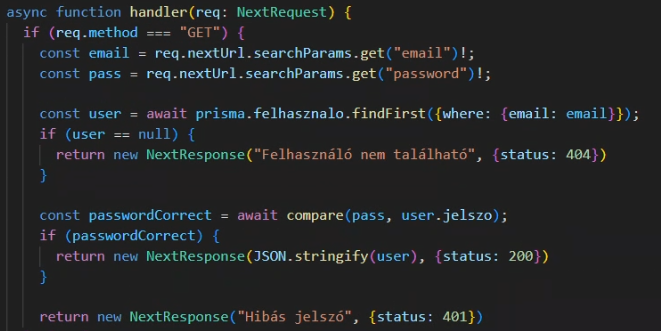 async function handler(req: NextRequest) {
if (req.method === "GET") {
const email = req.nextUrl.searchParams.get("email")!;
const pass = req.nextUrl.searchParams.get("password")!;
const user = await prisma.felhasznalo.findFirst({where: {email: email}});
if (user == null) {
return new NextResponse("Felhasználó nem található", {status: 404})
}
const passwordCorrect = await compare(pass, user.jelszo);
if (passwordCorrect) {
return new NextResponse(JSON.stringify(user), {status: 200})
}
return new NextResponse("Hibás jelszó", {status: 401})